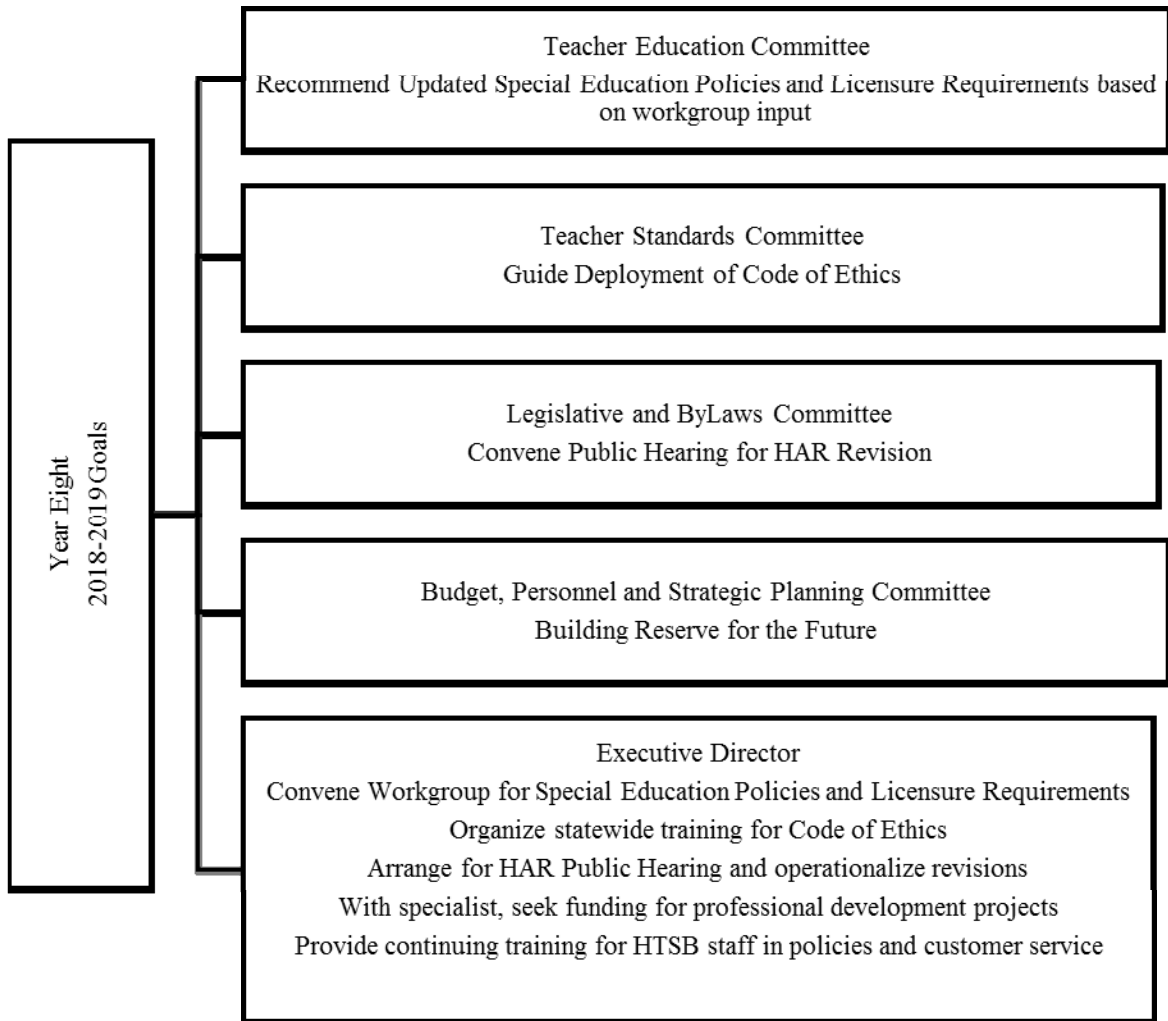 Teacher Education Committee
Recommend Updated Special Education Policies and Licensure Requirements based
on workgroup input
Teacher Standards Committee
Guide Deployment of Code of Ethics
Legislative and ByLaws Committee
Convene Public Hearing for HAR Revision
Year Eight
2018-2019 Goals
Budget, Personnel and Strategic Planning Committee
Building Reserve for the Future
Executive Director
Convene Workgroup for Special Education Policies and Licensure Requirements
Organize statewide training for Code of Ethics
Arrange for HAR Public Hearing and operationalize revisions
With specialist, seek funding for professional development projects
Provide continuing training for HTSB staff in policies and customer service